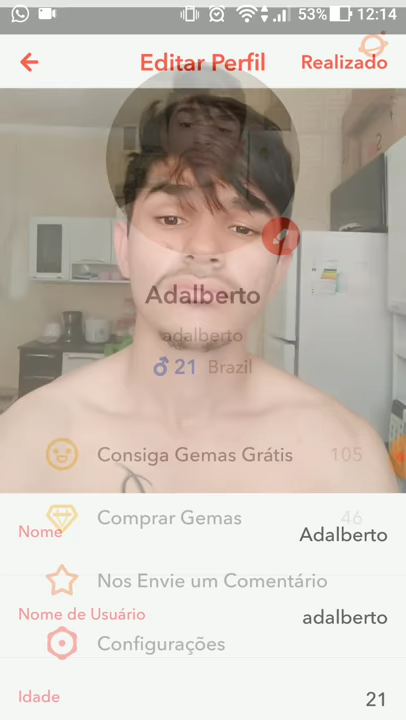 53% 12:14
Editar Perfil Realizado
Adalberto
adalberto
21 Brazil
Consiga Gemas Grátis 105
Comprar Gemas 46
Nome Adalberto
Nos Envie um Comentário
Nome de Usuário adalberto
Configurações
Idade 21